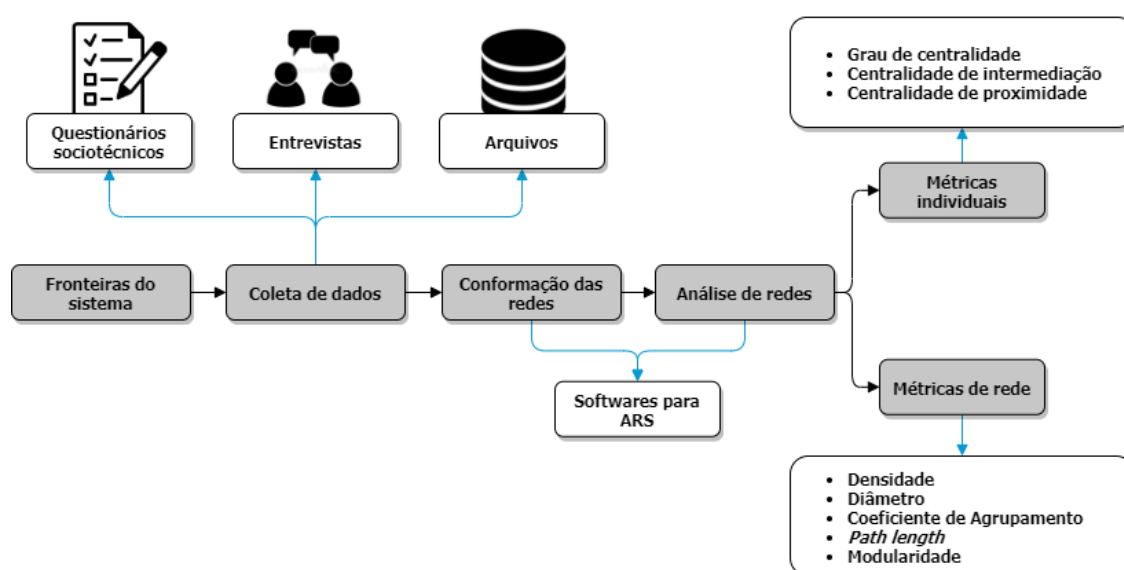 Questionários
sociotécnicos
Entrevistas
Arquivos
• Grau de centralidade
• Centralidade de intermediação
• Centralidade de proximidade
Métricas
individuais
Fronteiras do
sistema
Coleta de dados
Conformação das
redes
Análise de redes
Softwares para
ARS
Métricas de rede
• Densidade
• Diâmetro
• Coeficiente de Agrupamento
• Path length
• Modularidade